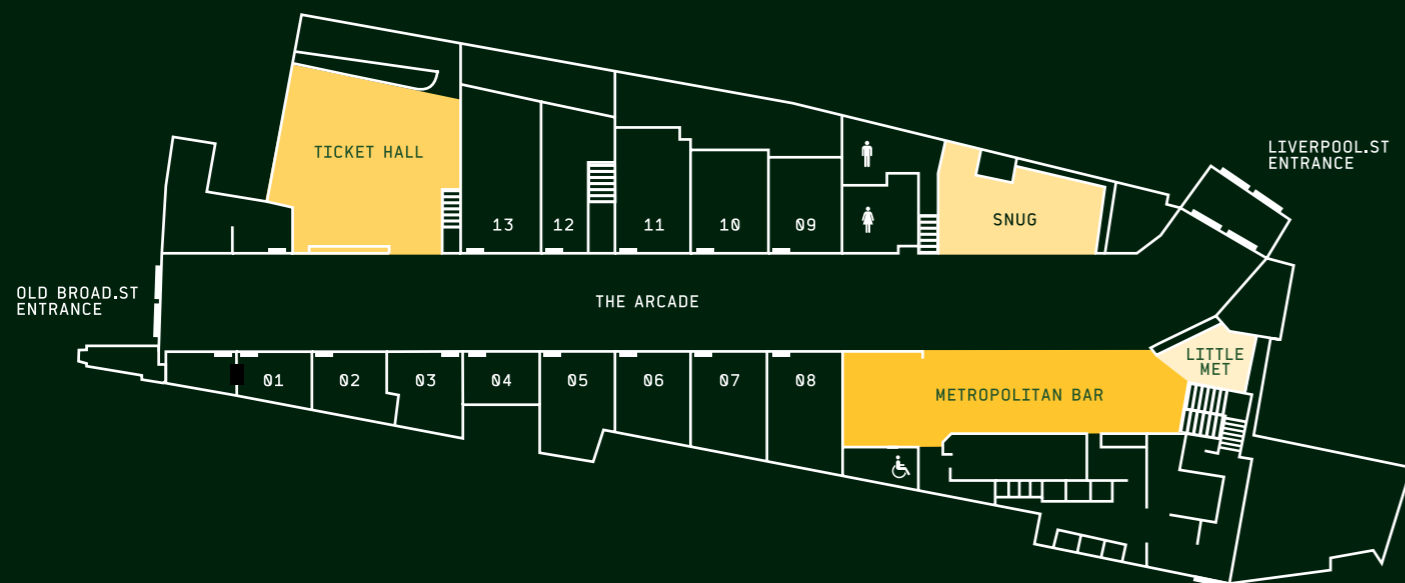 LIVERPOOL.ST
ENTRANCE
TICKET HALL
13
12
11
10
09
SNUG
OLD BROAD.ST
ENTRANCE
THE ARCADE
LITTLE
MET
01
02
03
04
05
06
07
08
METROPOLITAN BAR